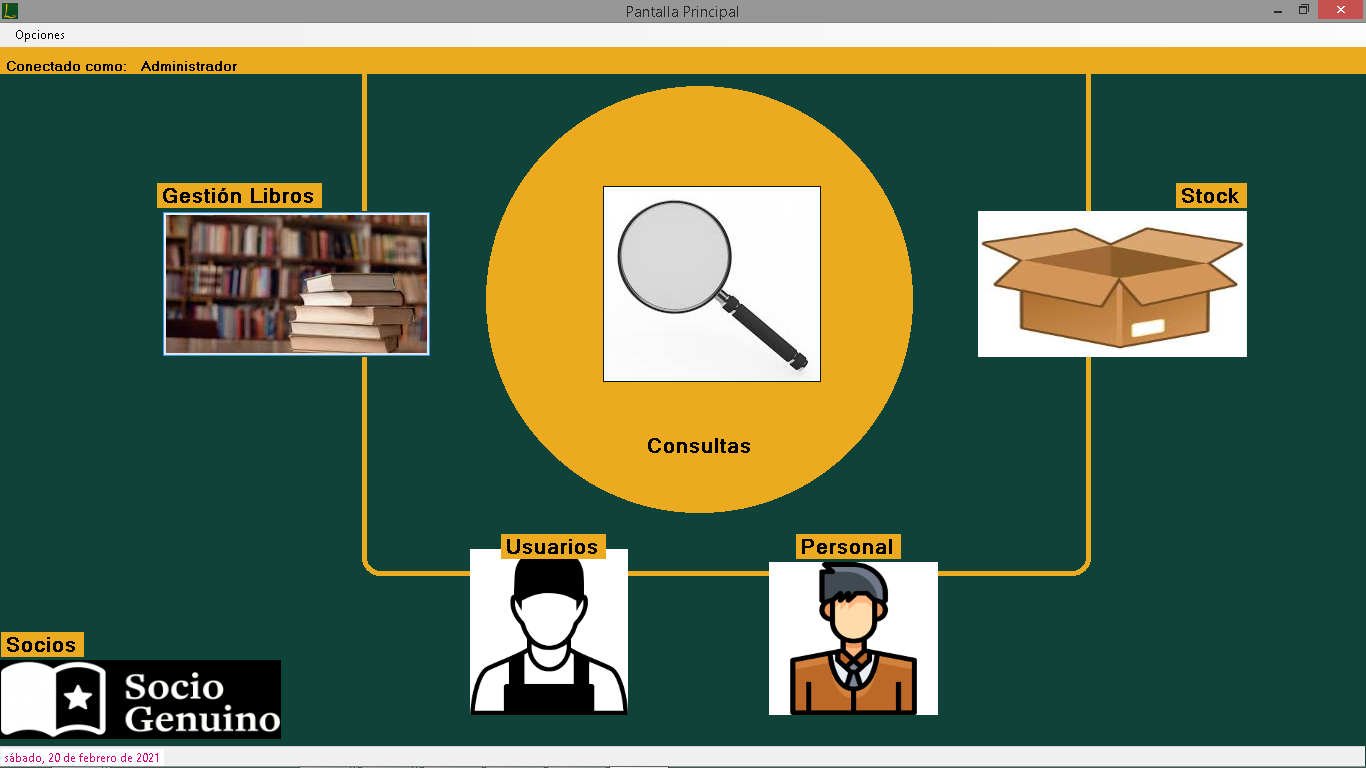 Pantalla Principal
Opciones
Conectado como: Administrador
Gestión Libros
Stock
Consultas
Usuarios
Personal
Socios
Socio
Genuino
sábado, 20 de febrero de 2021